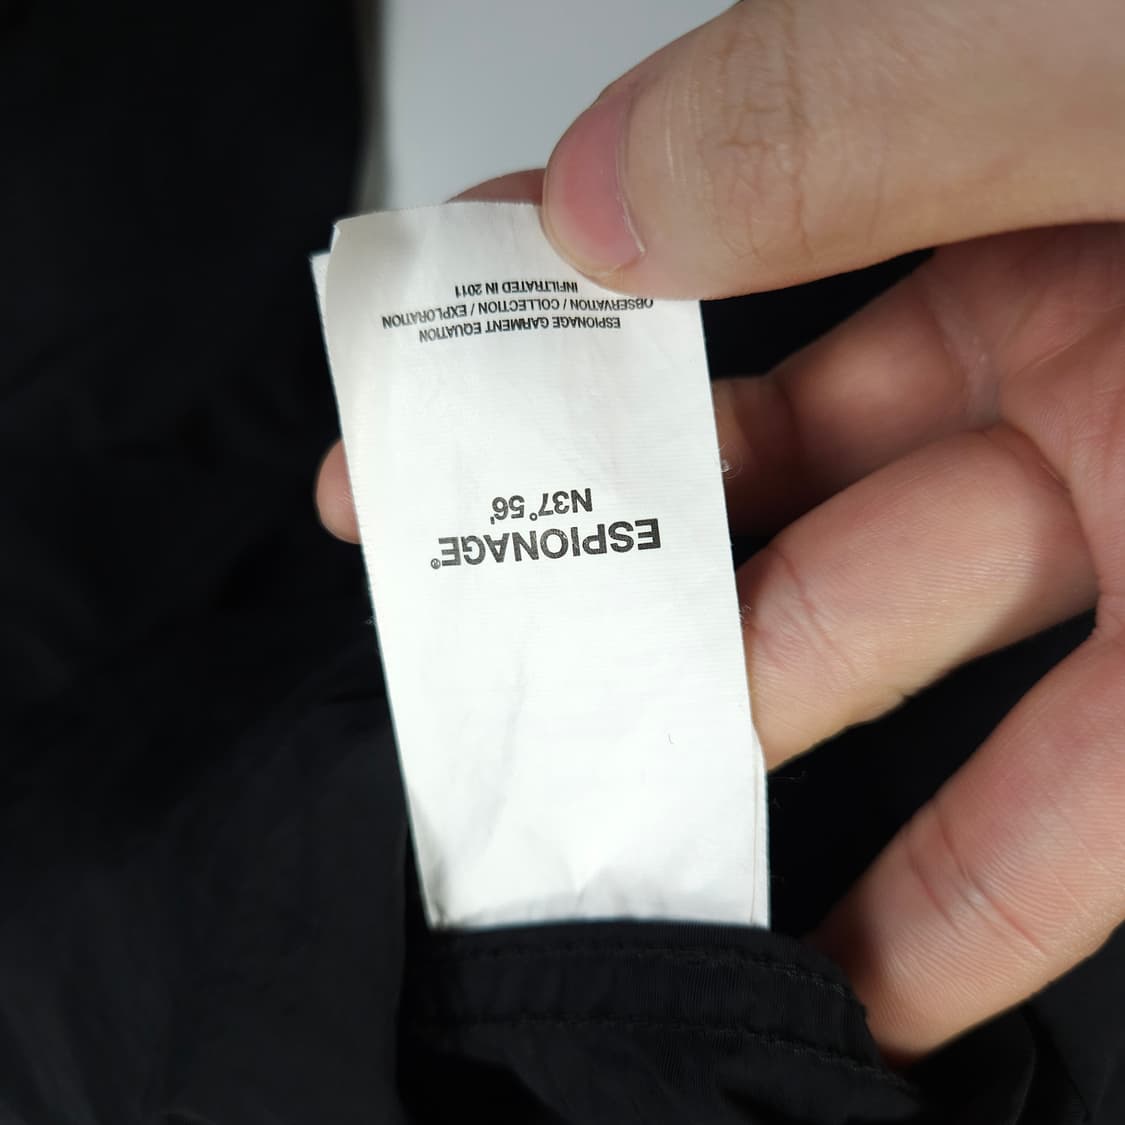 ESPIONAGE®
N37°56'
ESPIONAGE GARMENT EQUATION
OBSERVATION / COLLECTION / EXPLORATION
INFILTRATED IN 2011